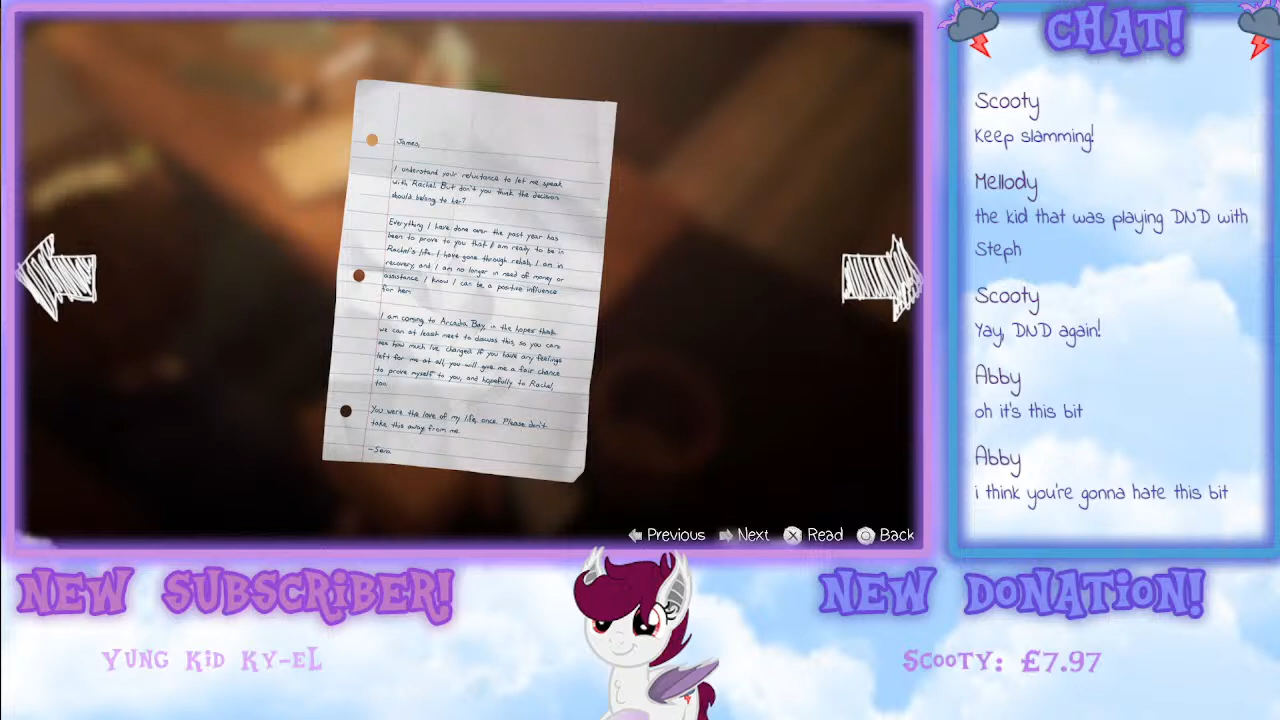 James,
I understand your reluctance to let me speak
with Rachel. But don't you think the decision
should belong to her?
Everything I have done over the past year has
been to prove to you that I am ready to be in
Rachel's life. I have gone through rehab, I am in
recovery, and I am no longer in need of money or
assistance. I know I can be a positive influence
for her.
I am coming to Arcadia Bay, in the hopes that
we can at least meet to discuss this, so you can
see how much I've changed. If you have any feelings
left for me at all, you will give me a fair chance
to prove myself to you, and hopefully to Rachel,
too.
You were the love of my life, once. Please don't
take this away from me.
-Sera
Previous Next Read Back
CHAT!
Scooty
Keep slamming!
Mellody
the kid that was playing DND with
Steph
Scooty
Yay, DND again!
Abby
oh it's this bit
Abby
i think you're gonna hate this bit
NEW SUBSCRIBER!
YUNG KID KY-EL
NEW DONATION!
SCOOTY: £7.97